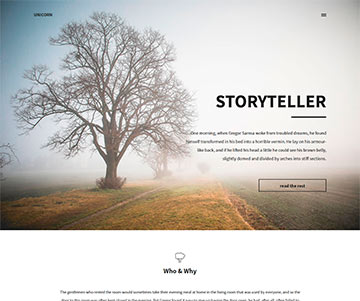 UNICORN
STORYTELLER
One morning, when Gregor Samsa woke from troubled dreams, he found
himself transformed in his bed into a horrible vermin. He lay on his armour-
like back, and if he lifted his head a little he could see his brown belly,
slightly domed and divided by arches into stiff sections.
read the rest
Who & Why
The gentlemen who rented the room would sometimes take their evening meal at home in the living room that was used by everyone, and so the